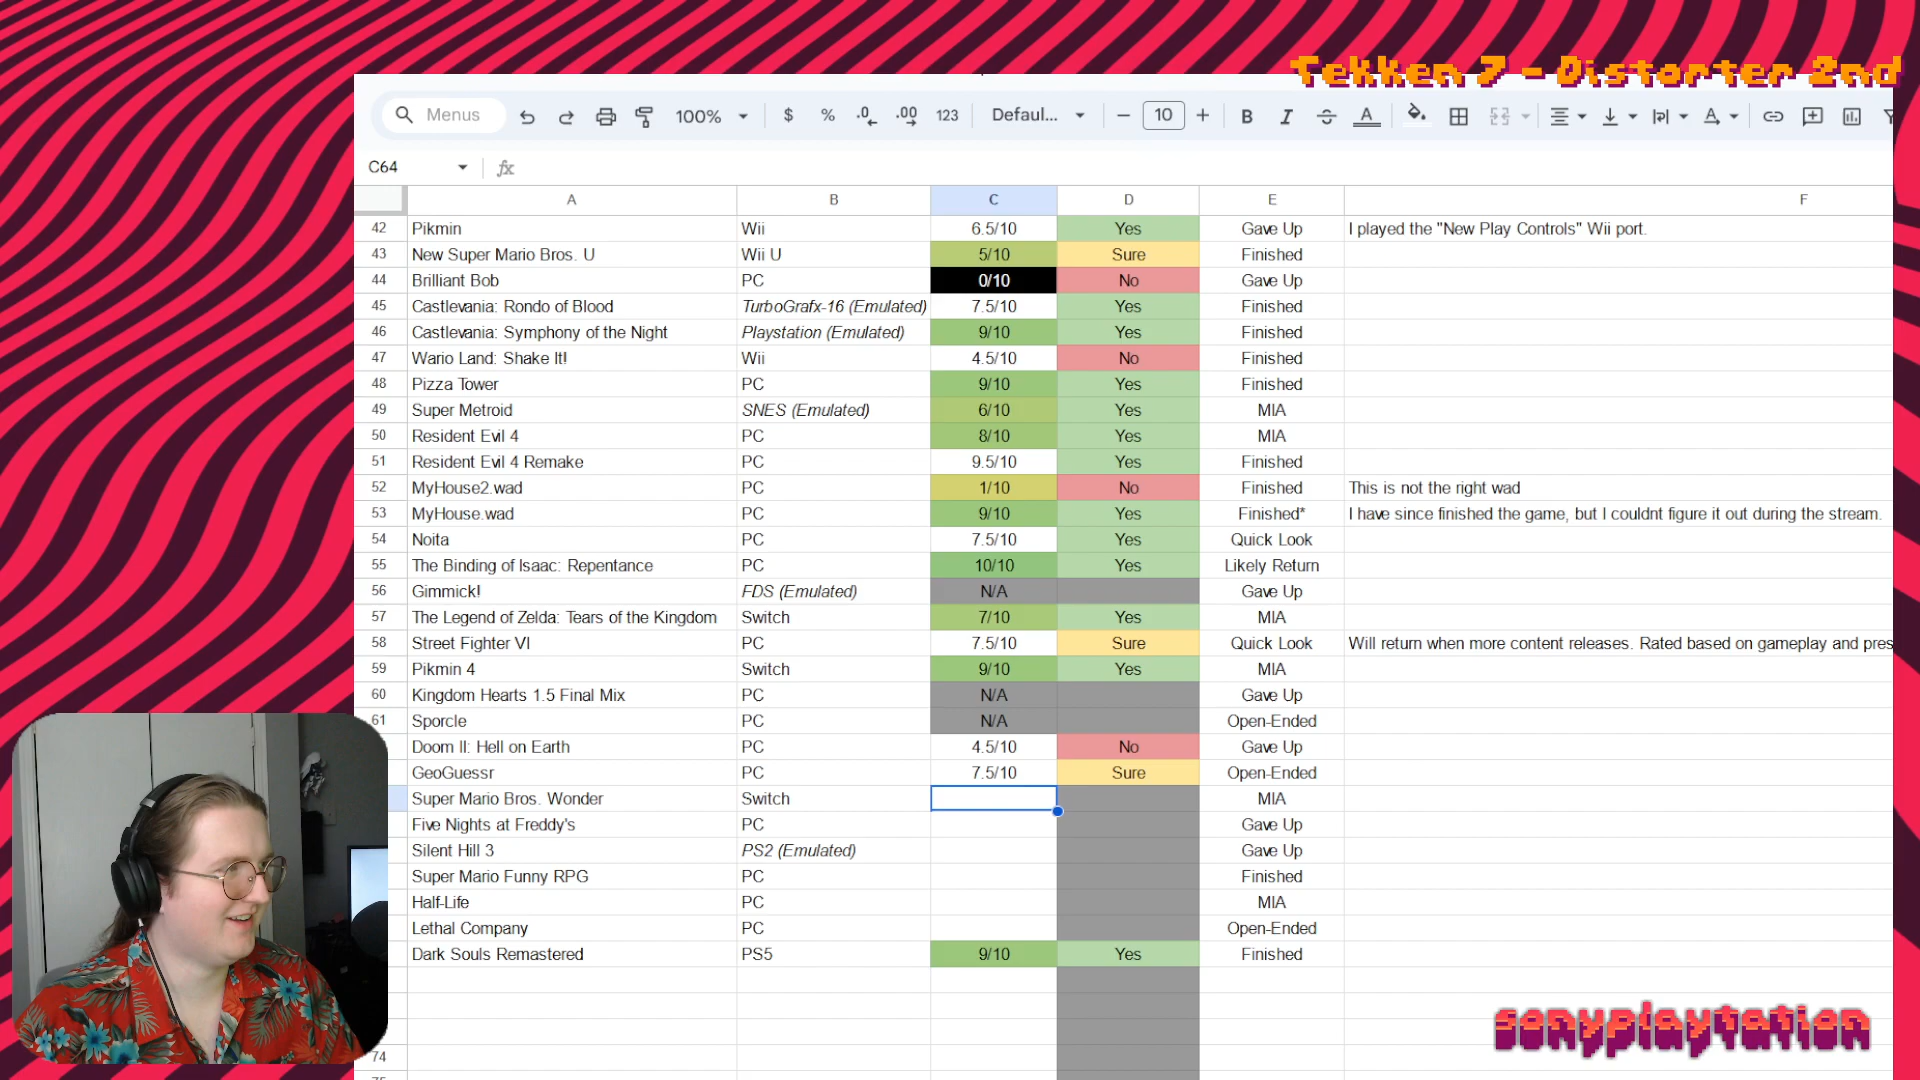 Tekken 7 - Distorter 2nd
Menus 100% $ % .0 .00 123 Defaul... 10 B I A A
C64 fx
A B C D E F
42 Pikmin Wii 6.5/10 Yes Gave Up I played the "New Play Controls" Wii port.
43 New Super Mario Bros. U Wii U 5/10 Sure Finished
44 Brilliant Bob PC 0/10 No Gave Up
45 Castlevania: Rondo of Blood TurboGrafx-16 (Emulated) 7.5/10 Yes Finished
46 Castlevania: Symphony of the Night Playstation (Emulated) 9/10 Yes Finished
47 Wario Land: Shake It! Wii 4.5/10 No Finished
48 Pizza Tower PC 9/10 Yes Finished
49 Super Metroid SNES (Emulated) 6/10 Yes MIA
50 Resident Evil 4 PC 8/10 Yes MIA
51 Resident Evil 4 Remake PC 9.5/10 Yes Finished
52 MyHouse2.wad PC 1/10 No Finished This is not the right wad
53 MyHouse.wad PC 9/10 Yes Finished* I have since finished the game, but I couldnt figure it out during the stream.
54 Noita PC 7.5/10 Yes Quick Look
55 The Binding of Isaac: Repentance PC 10/10 Yes Likely Return
56 Gimmick! FDS (Emulated) N/A Gave Up
57 The Legend of Zelda: Tears of the Kingdom Switch 7/10 Yes MIA
58 Street Fighter VI PC 7.5/10 Sure Quick Look Will return when more content releases. Rated based on gameplay and pres
59 Pikmin 4 Switch 9/10 Yes MIA
60 Kingdom Hearts 1.5 Final Mix PC N/A Gave Up
61 Sporcle PC N/A Open-Ended
Doom II: Hell on Earth PC 4.5/10 No Gave Up
GeoGuessr PC 7.5/10 Sure Open-Ended
Super Mario Bros. Wonder Switch MIA
Five Nights at Freddy's PC Gave Up
Silent Hill 3 PS2 (Emulated) Gave Up
Super Mario Funny RPG PC Finished
Half-Life PC MIA
Lethal Company PC Open-Ended
Dark Souls Remastered PS5 9/10 Yes Finished
sonyplaytation
74